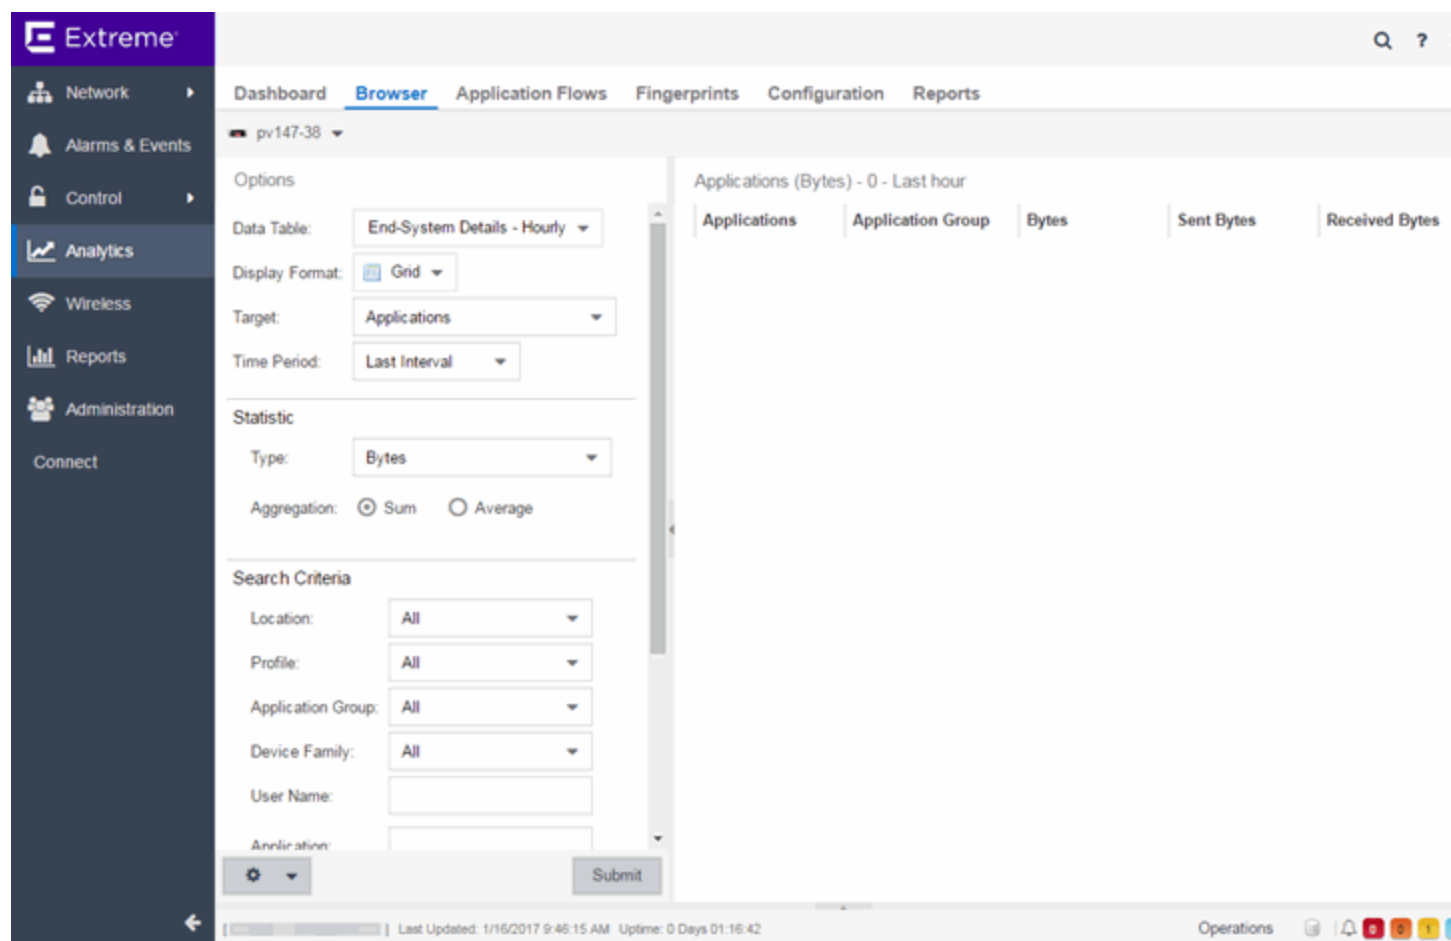 Extreme
Network
Alarms & Events
Control
Analytics
Wireless
Reports
Administration
Connect
?
Dashboard Browser Application Flows Fingerprints Configuration Reports
pv147-38
Options
Data Table: End-System Details - Hourly
Display Format: Grid
Target: Applications
Time Period: Last Interval
Statistic
Type: Bytes
Aggregation: Sum Average
Search Criteria
Location: All
Profile: All
Application Group: All
Device Family: All
User Name:
Application:
Submit
Applications (Bytes) - 0 - Last hour
Applications Application Group Bytes Sent Bytes Received Bytes
[ ] Last Updated: 1/16/2017 9:46:15 AM Uptime: 0 Days 01:16:42
Operations 0 0 1